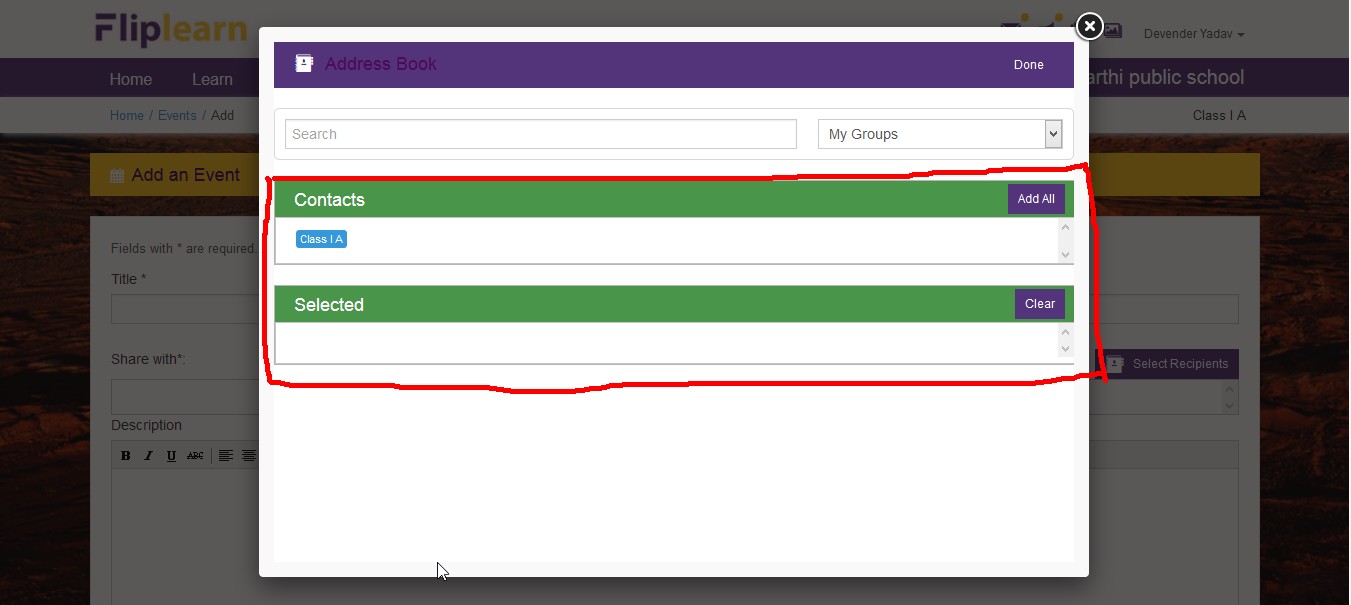 Fliplearn
Devender Yadav
Home Learn
arthi public school
Home / Events / Add
Class I A
Add an Event
Fields with * are required.
Title *
Share with*:
Select Recipients
Description
B I U ABC
Address Book
Done
Search
My Groups
Contacts
Add All
Class I A
Selected
Clear